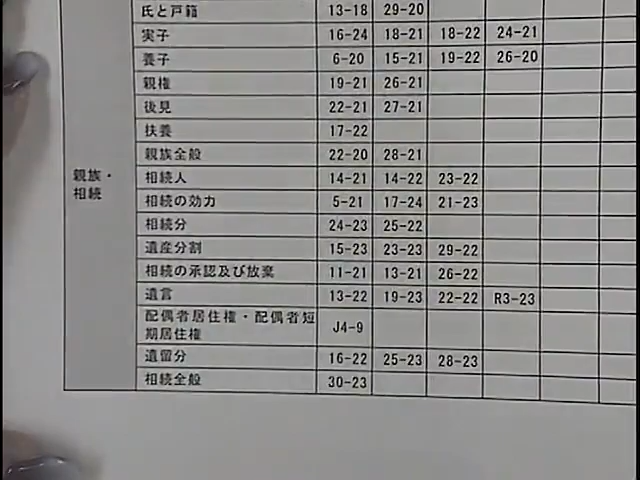 氏と戸籍 13-18 29-20
実子 16-24 18-21 18-22 24-21
養子 6-20 15-21 19-22 26-20
親権 19-21 26-21
後見 22-21 27-21
扶養 17-22
親族全般 22-20 28-21
親族・
相続
相続人 14-21 14-22 23-22
相続の効力 5-21 17-24 21-23
相続分 24-23 25-22
遺産分割 15-23 23-23 29-22
相続の承認及び放棄 11-21 13-21 26-22
遺言 13-22 19-23 22-22 R3-23
配偶者居住権・配偶者短
期居住権 J4-9
遺留分 16-22 25-23 28-23
相続全般 30-23